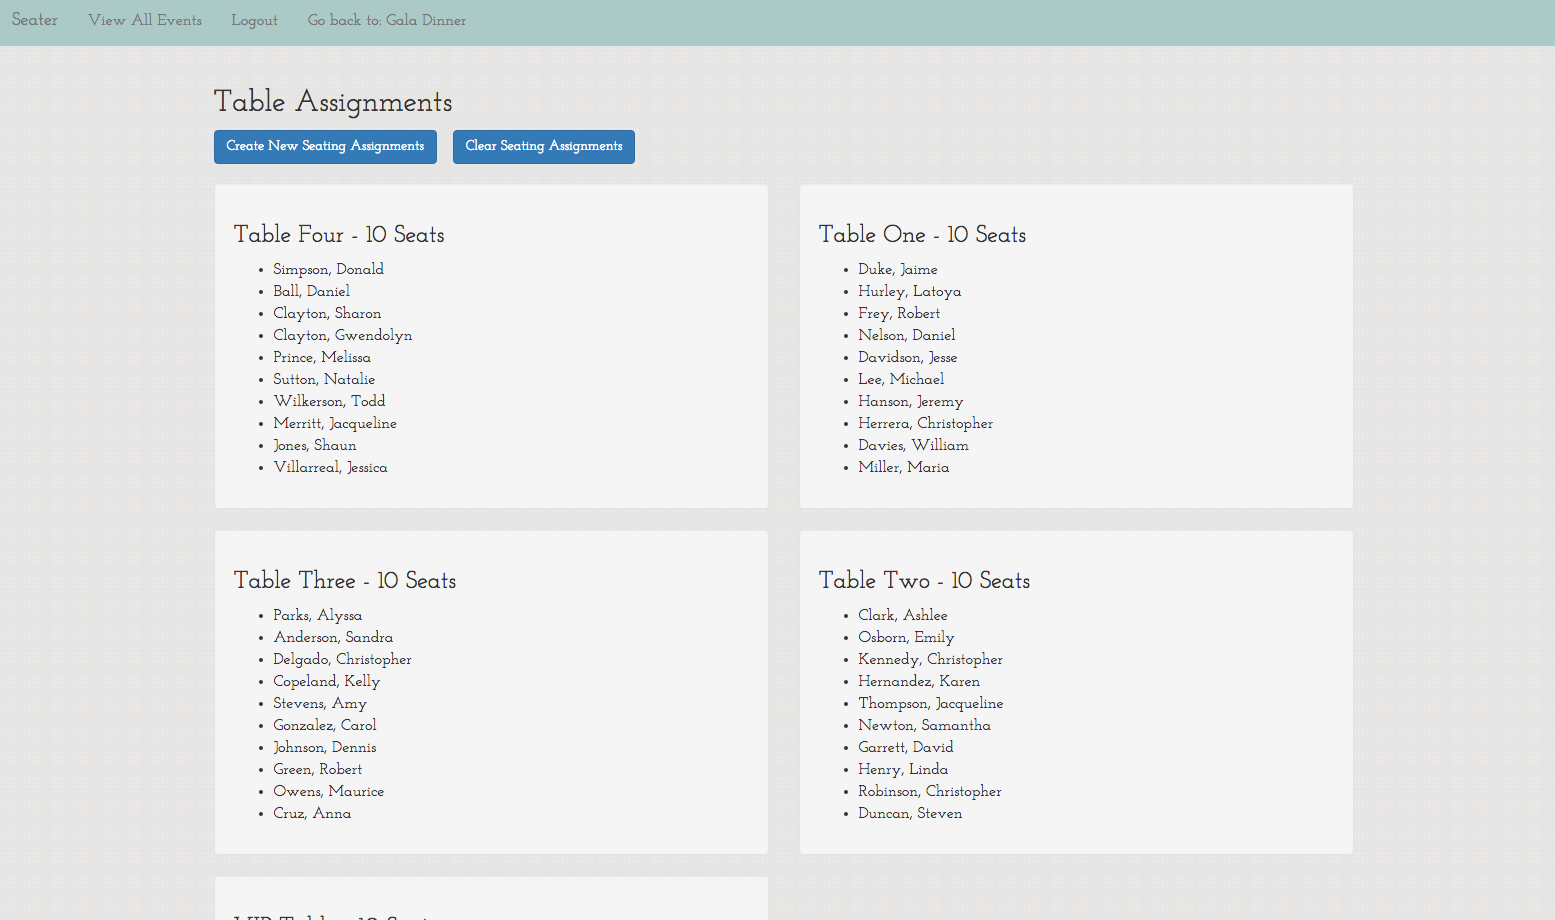 Seater View All Events Logout Go back to: Gala Dinner
Table Assignments
Create New Seating Assignments Clear Seating Assignments
Table Four - 10 Seats
Simpson, Donald
Ball, Daniel
Clayton, Sharon
Clayton, Gwendolyn
Prince, Melissa
Sutton, Natalie
Wilkerson, Todd
Merritt, Jacqueline
Jones, Shaun
Villarreal, Jessica
Table One - 10 Seats
Duke, Jaime
Hurley, Latoya
Frey, Robert
Nelson, Daniel
Davidson, Jesse
Lee, Michael
Hanson, Jeremy
Herrera, Christopher
Davies, William
Miller, Maria
Table Three - 10 Seats
Parks, Alyssa
Anderson, Sandra
Delgado, Christopher
Copeland, Kelly
Stevens, Amy
Gonzalez, Carol
Johnson, Dennis
Green, Robert
Owens, Maurice
Cruz, Anna
Table Two - 10 Seats
Clark, Ashlee
Osborn, Emily
Kennedy, Christopher
Hernandez, Karen
Thompson, Jacqueline
Newton, Samantha
Garrett, David
Henry, Linda
Robinson, Christopher
Duncan, Steven